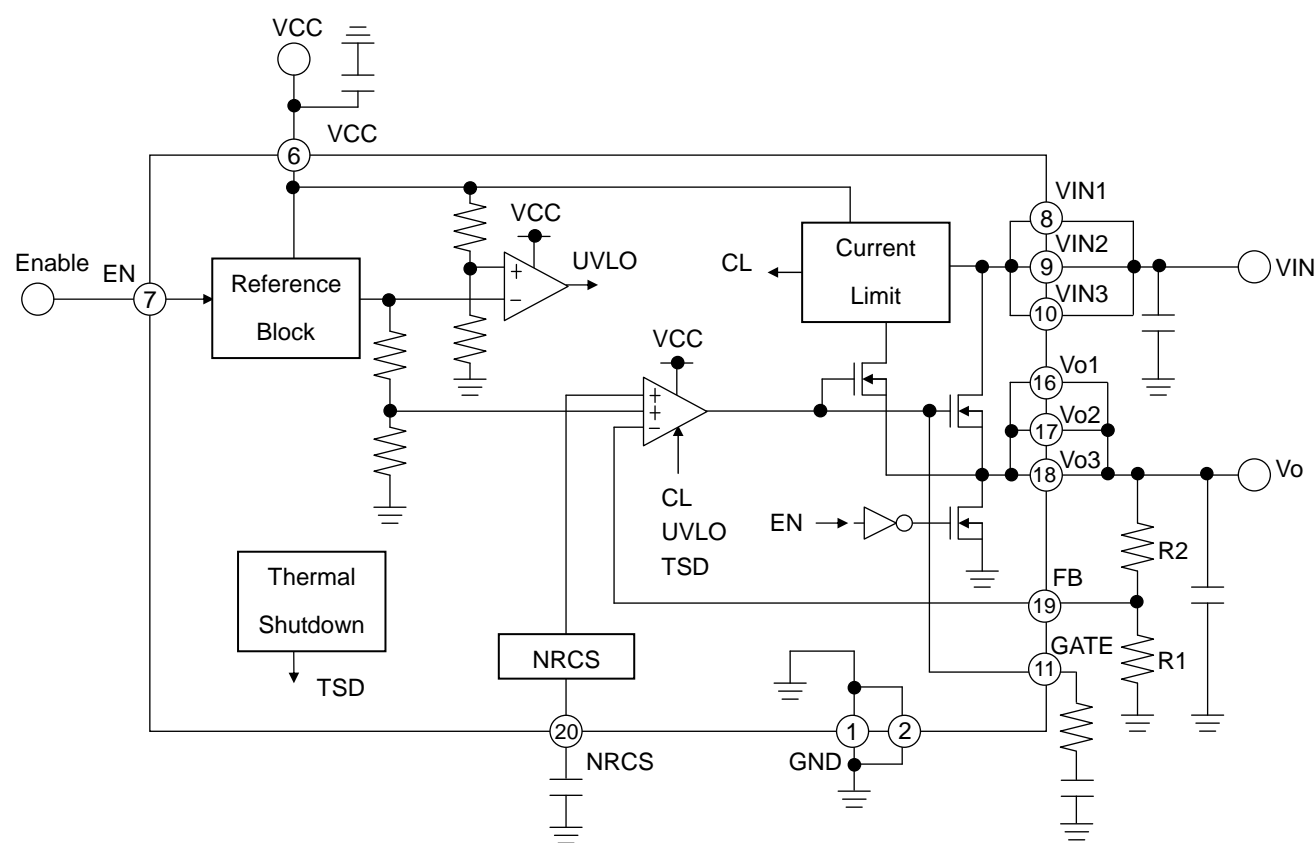 VCC
VCC
6
VIN1
8
VCC
VIN2
Enable
EN
Current
Limit
UVLO
CL
9
VIN
Reference
Block
+
−
7
VIN3
10
VCC
Vo1
16
+
+
−
Vo2
17
Vo3
18
Vo
CL
UVLO
TSD
EN
R2
Thermal
Shutdown
FB
19
NRCS
GATE
11
R1
TSD
20
1
2
NRCS
GND